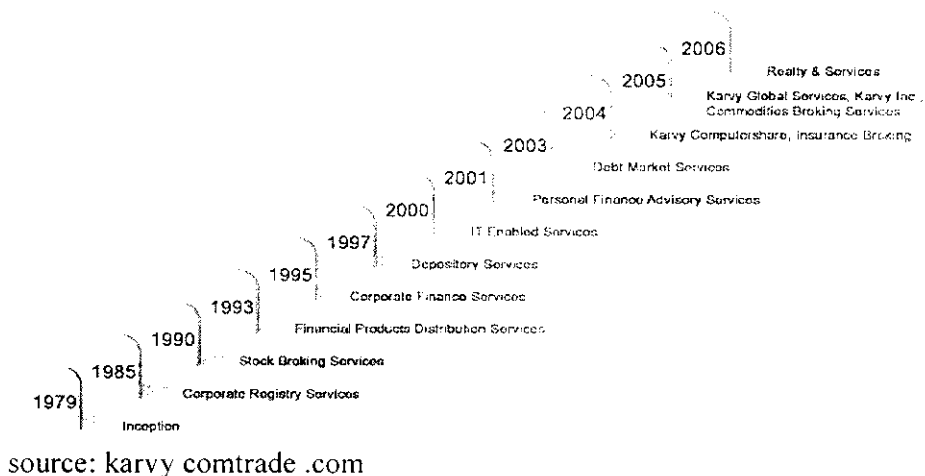 2006
Realty & Services
2005
Karvy Global Services, Karvy Inc.,
Commodities Broking Services
2004
Karvy Computershare, Insurance Broking
2003
Debt Market Services
2001
Personal Finance Advisory Services
2000
IT Enabled Services
1997
Depository Services
1995
Corporate Finance Services
1993
Financial Products Distribution Services
1990
Stock Broking Services
1985
Corporate Registry Services
1979
Inception
source: karvy comtrade .com